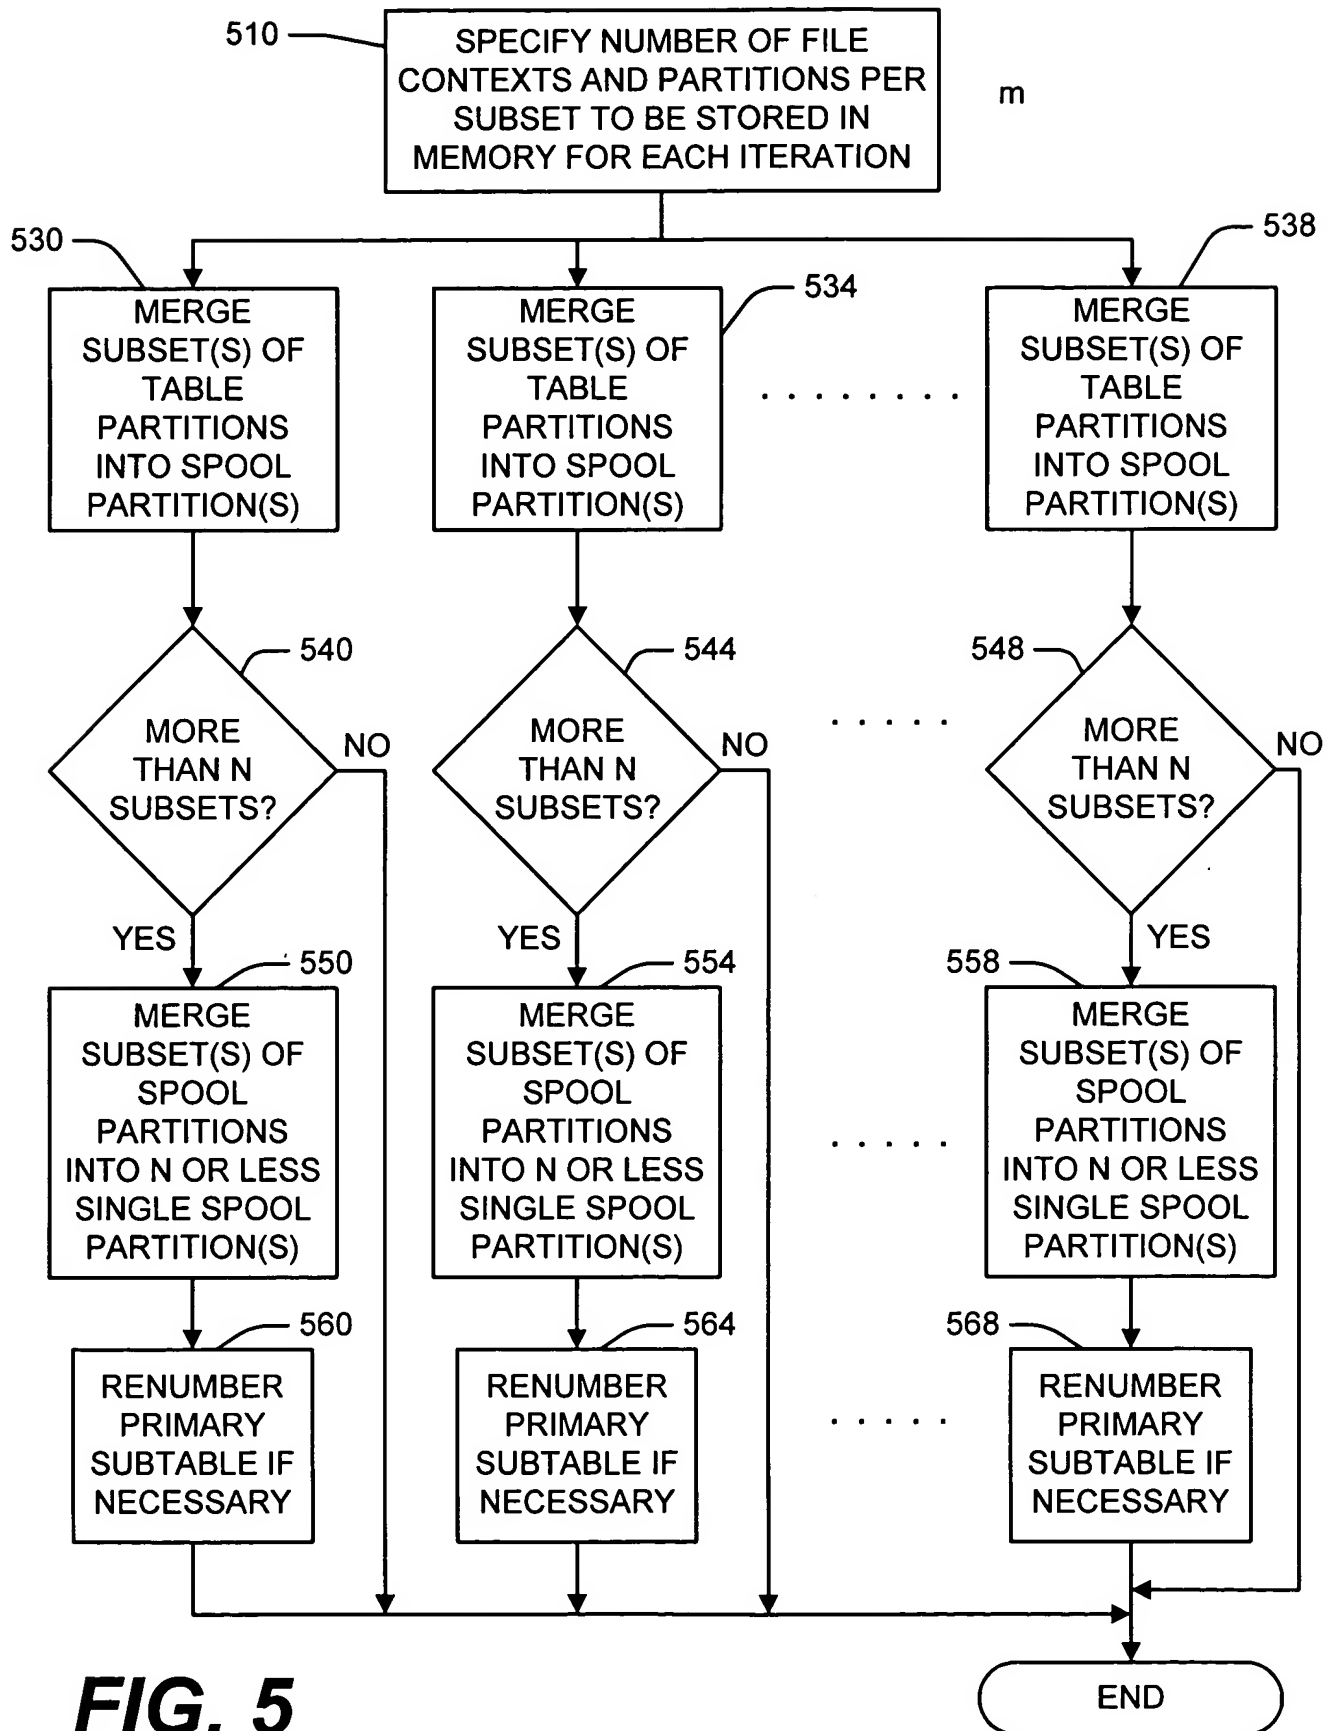 510
SPECIFY NUMBER OF FILE
CONTEXTS AND PARTITIONS PER
SUBSET TO BE STORED IN
MEMORY FOR EACH ITERATION
m
530
MERGE
SUBSET(S) OF
TABLE
PARTITIONS
INTO SPOOL
PARTITION(S)
534
MERGE
SUBSET(S) OF
TABLE
PARTITIONS
INTO SPOOL
PARTITION(S)
. . . . . . . .
538
MERGE
SUBSET(S) OF
TABLE
PARTITIONS
INTO SPOOL
PARTITION(S)
540
MORE
THAN N
SUBSETS?
NO
YES
544
MORE
THAN N
SUBSETS?
NO
YES
. . . . .
548
MORE
THAN N
SUBSETS?
NO
YES
550
MERGE
SUBSET(S) OF
SPOOL
PARTITIONS
INTO N OR LESS
SINGLE SPOOL
PARTITION(S)
554
MERGE
SUBSET(S) OF
SPOOL
PARTITIONS
INTO N OR LESS
SINGLE SPOOL
PARTITION(S)
. . . . .
558
MERGE
SUBSET(S) OF
SPOOL
PARTITIONS
INTO N OR LESS
SINGLE SPOOL
PARTITION(S)
560
RENUMBER
PRIMARY
SUBTABLE IF
NECESSARY
564
RENUMBER
PRIMARY
SUBTABLE IF
NECESSARY
. . . . .
568
RENUMBER
PRIMARY
SUBTABLE IF
NECESSARY
END
FIG. 5